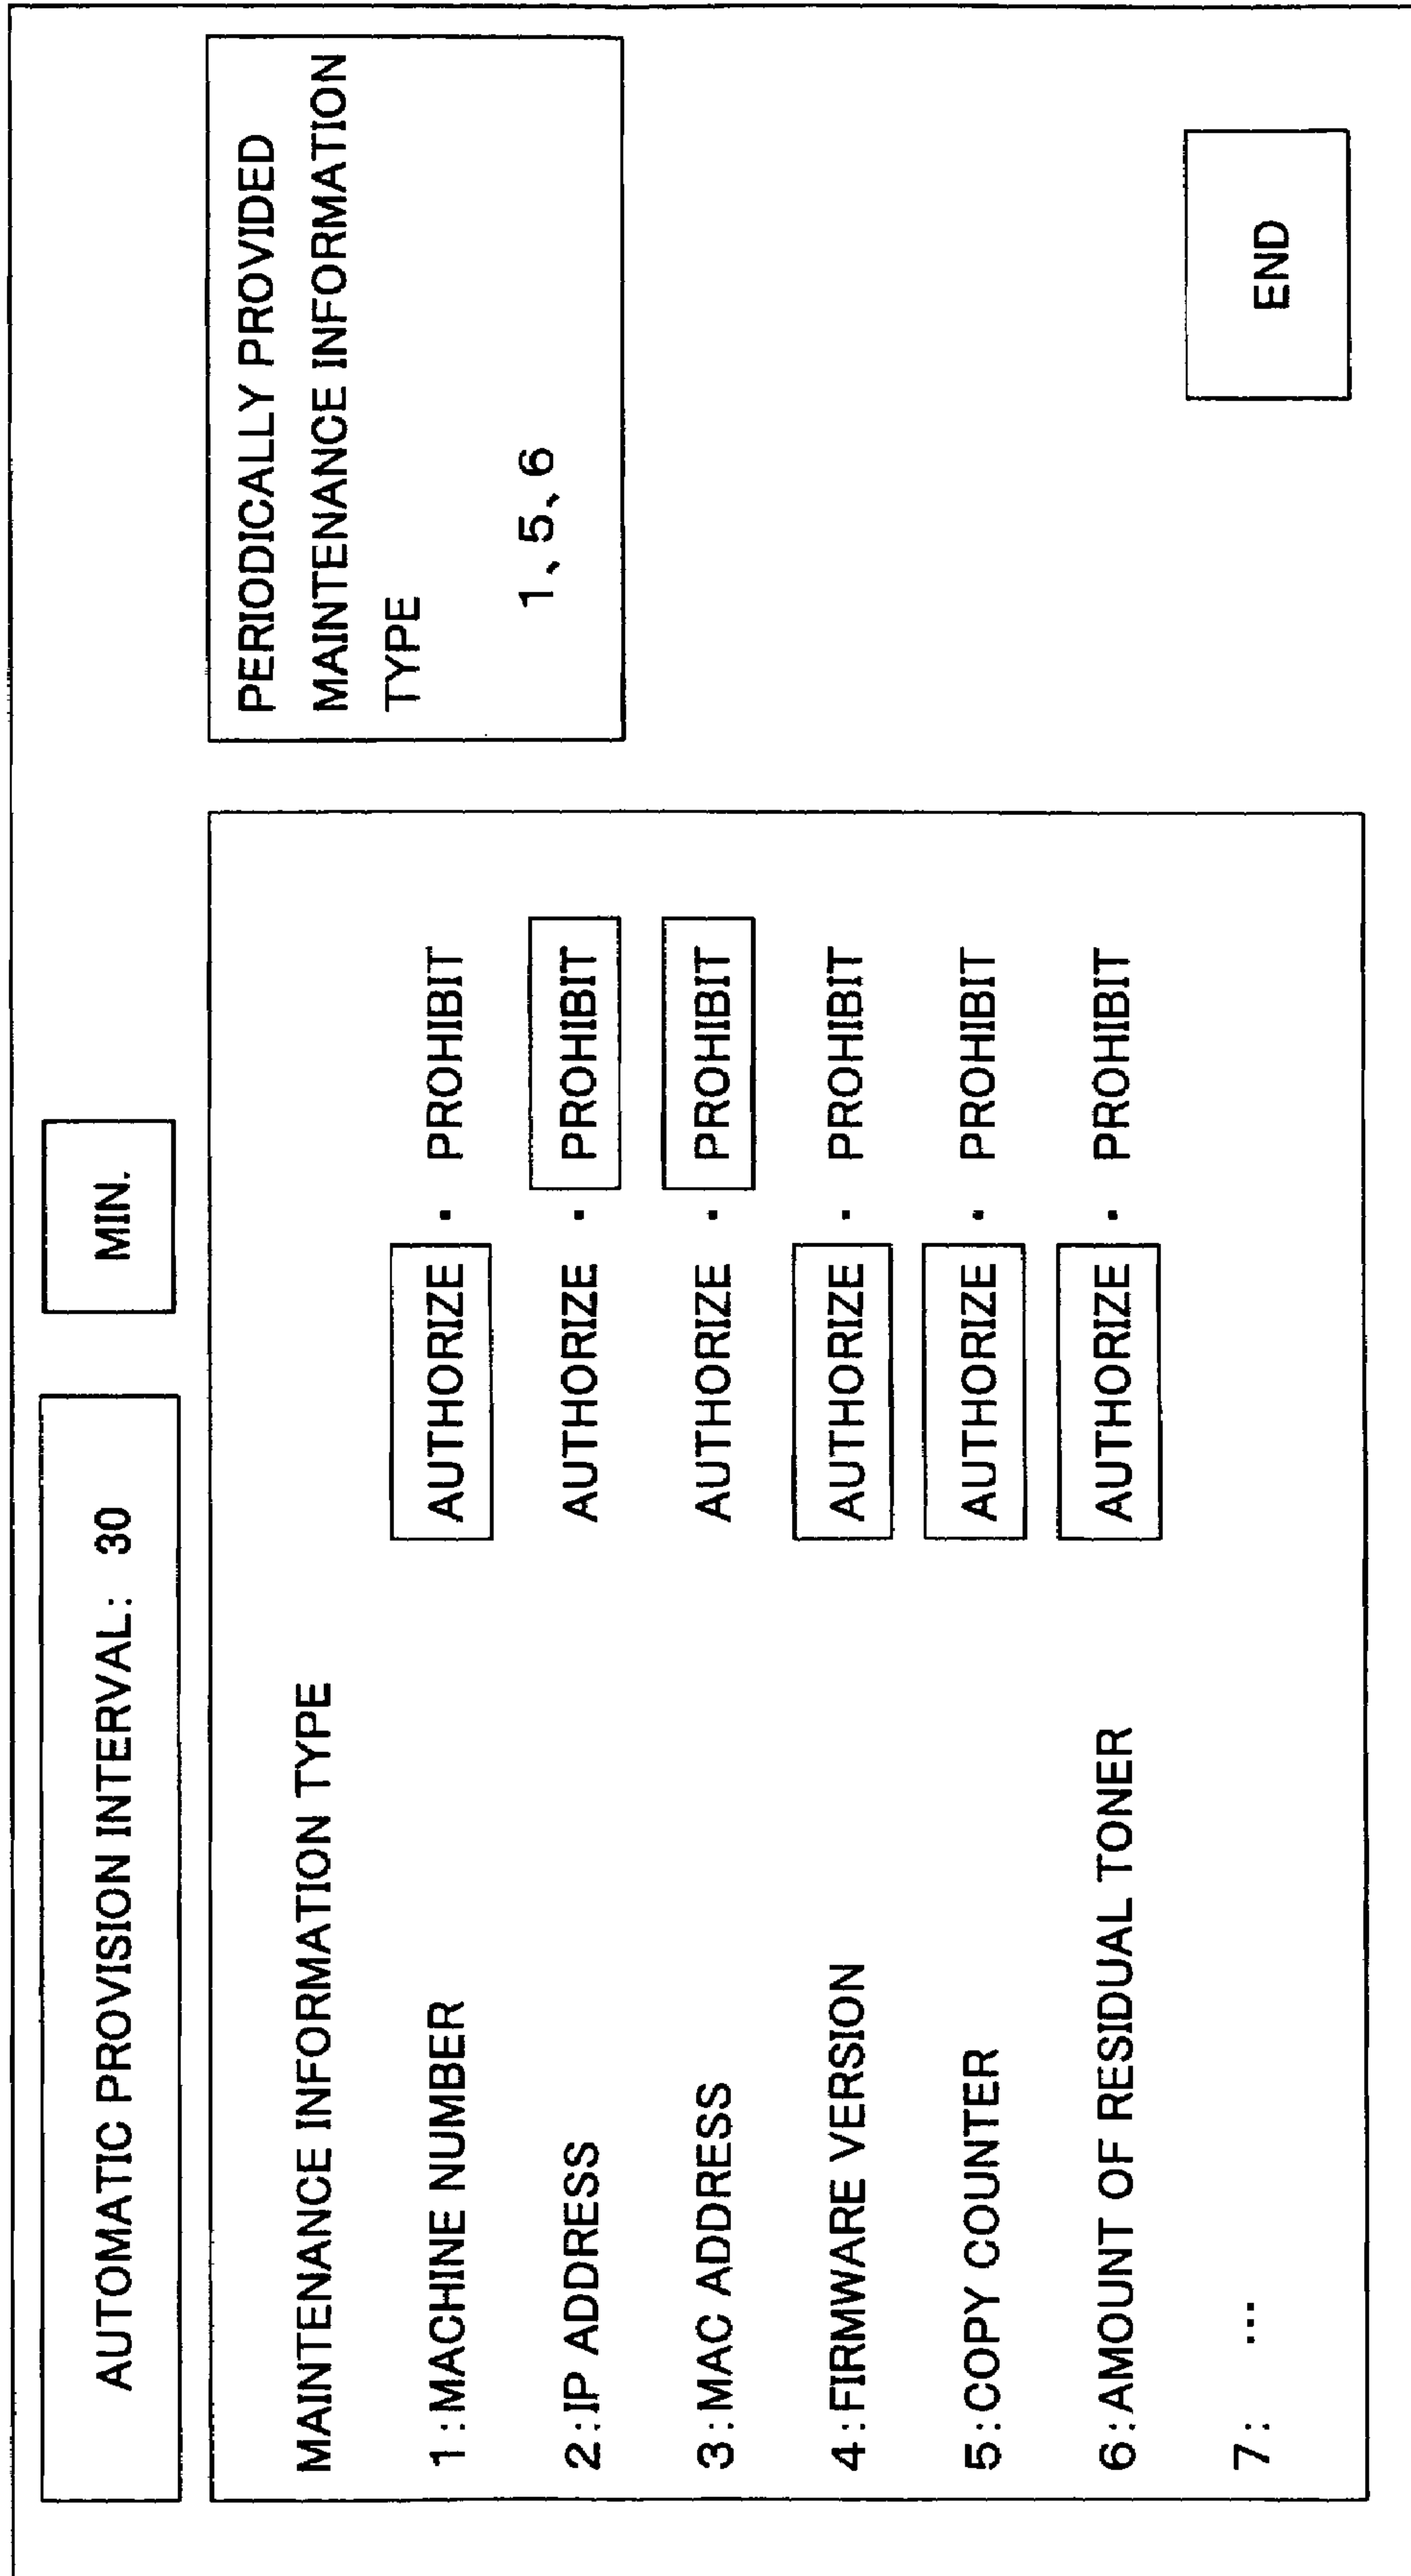 AUTOMATIC PROVISION INTERVAL: 30 MIN.
MAINTENANCE INFORMATION TYPE
1:MACHINE NUMBER AUTHORIZE・PROHIBIT
2:IP ADDRESS AUTHORIZE・PROHIBIT
3:MAC ADDRESS AUTHORIZE・PROHIBIT
4:FIRMWARE VERSION AUTHORIZE・PROHIBIT
5:COPY COUNTER AUTHORIZE・PROHIBIT
6:AMOUNT OF RESIDUAL TONER AUTHORIZE・PROHIBIT
7: ...
PERIODICALLY PROVIDED
MAINTENANCE INFORMATION
TYPE
1、5、6
END